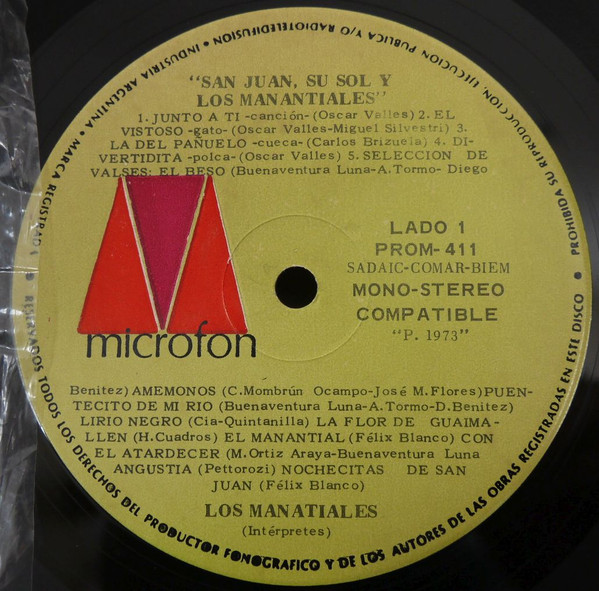 "SAN JUAN, SU SOL Y
LOS MANANTIALES"
1. JUNTO A TI -canción- (Oscar Valles) 2. EL
VISTOSO -gato- (Oscar Valles-Miguel Silvestri) 3.
LA DEL PAÑUELO -cueca- (Carlos Brizuela) 4. DI-
VERTIDITA -polca- (Oscar Valles) 5. SELECCION DE
VALSES: EL BESO (Buenaventura Luna-A. Tormo- Diego
microfon
LADO 1
PROM-411
SADAIC-COMAR-BIEM
MONO-STEREO
COMPATIBLE
"P. 1973"
Benitez) AMEMONOS (C. Mombrún Ocampo-José M. Flores) PUEN-
TECITO DE MI RIO (Buenaventura Luna-A. Tormo-D. Benitez)
LIRIO NEGRO (Cia-Quintanilla) LA FLOR DE GUAIMA-
LLEN (H. Cuadros) EL MANANTIAL (Félix Blanco) CON
EL ATARDECER (M. Ortiz Araya-Buenaventura Luna
ANGUSTIA (Pettorozi) NOCHECITAS DE SAN
JUAN (Félix Blanco)
LOS MANATIALES
(Intérpretes)
INDUSTRIA ARGENTINA • MARCA REGISTRADA • RESERVADOS TODOS LOS DERECHOS DEL PRODUCTOR FONOGRAFICO Y DE LOS AUTORES DE LAS OBRAS REGISTRADAS EN ESTE DISCO • PROHIBIDA SU REPRODUCCION, EJECUCION PUBLICA Y/O RADIOTELEDIFUSION •